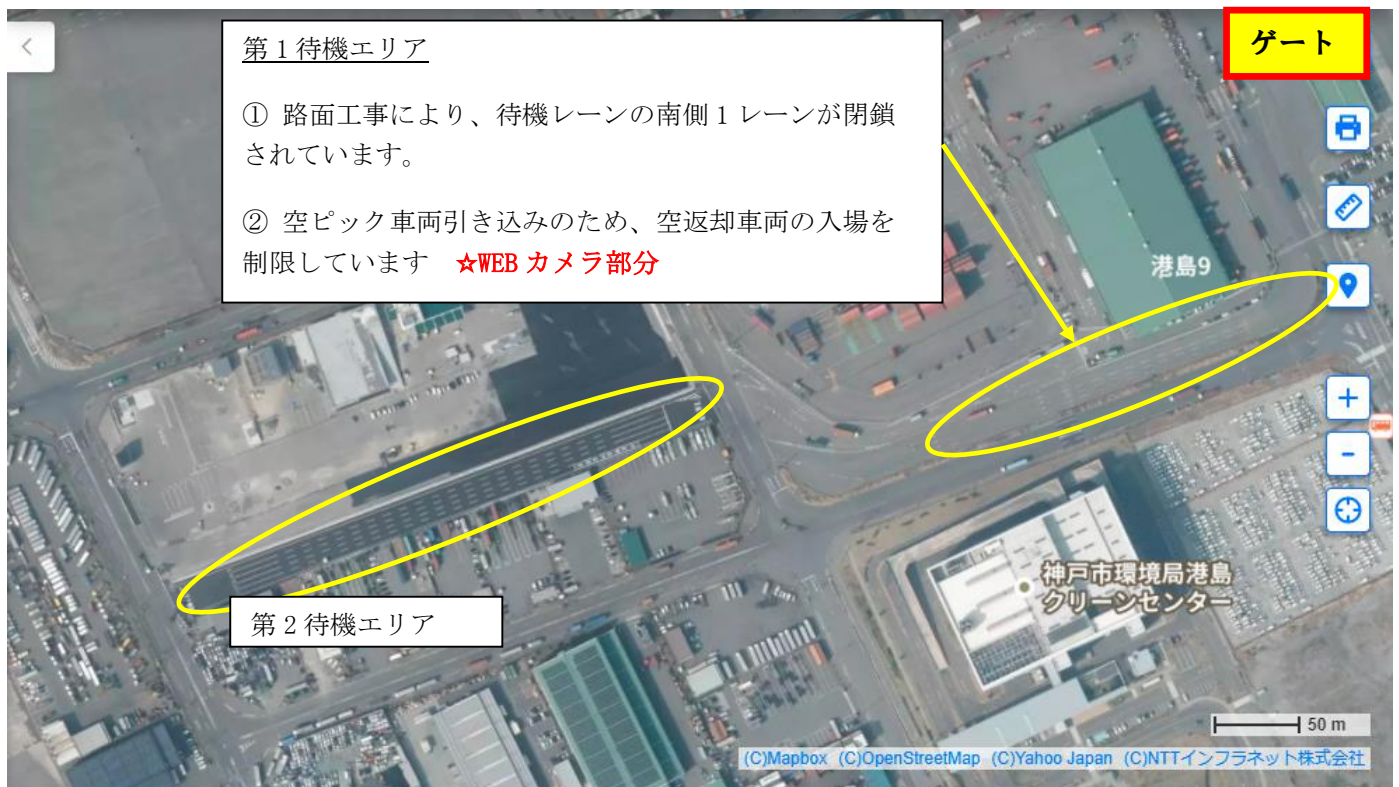 ゲート
第１待機エリア
① 路面工事により、待機レーンの南側１レーンが閉鎖
されています。
② 空ピック車両引き込みのため、空返却車両の入場を
制限しています ☆WEB カメラ部分
港島9
第２待機エリア
神戸市環境局港島
クリーンセンター
50 m
(C)Mapbox (C)OpenStreetMap (C)Yahoo Japan (C)NTTインフラネット株式会社